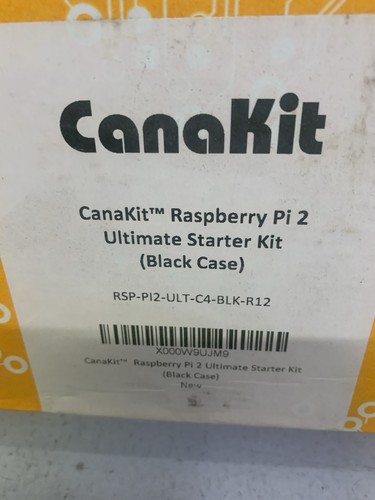 CanaKit
CanaKit™ Raspberry Pi 2
Ultimate Starter Kit
(Black Case)
RSP-PI2-ULT-C4-BLK-R12
X000VV9UJM9
CanaKit™ Raspberry Pi 2 Ultimate Starter Kit
(Black Case)
New